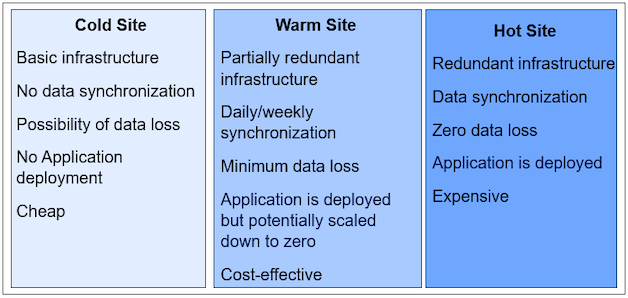 Cold Site
Basic infrastructure
No data synchronization
Possibility of data loss
No Application
deployment
Cheap
Warm Site
Partially redundant
infrastructure
Daily/weekly
synchronization
Minimum data loss
Application is deployed
but potentially scaled
down to zero
Cost-effective
Hot Site
Redundant infrastructure
Data synchronization
Zero data loss
Application is deployed
Expensive